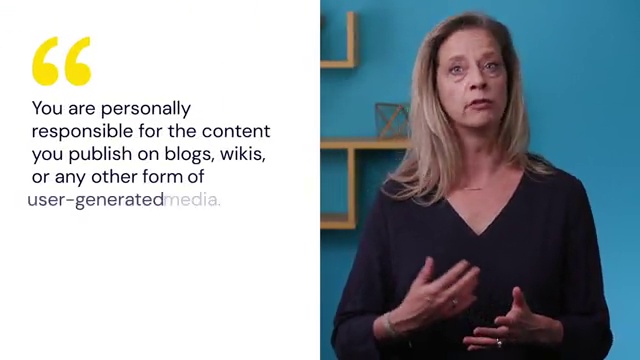 You are personally
responsible for the content
you publish on blogs, wikis,
or any other form of
user-generated media.